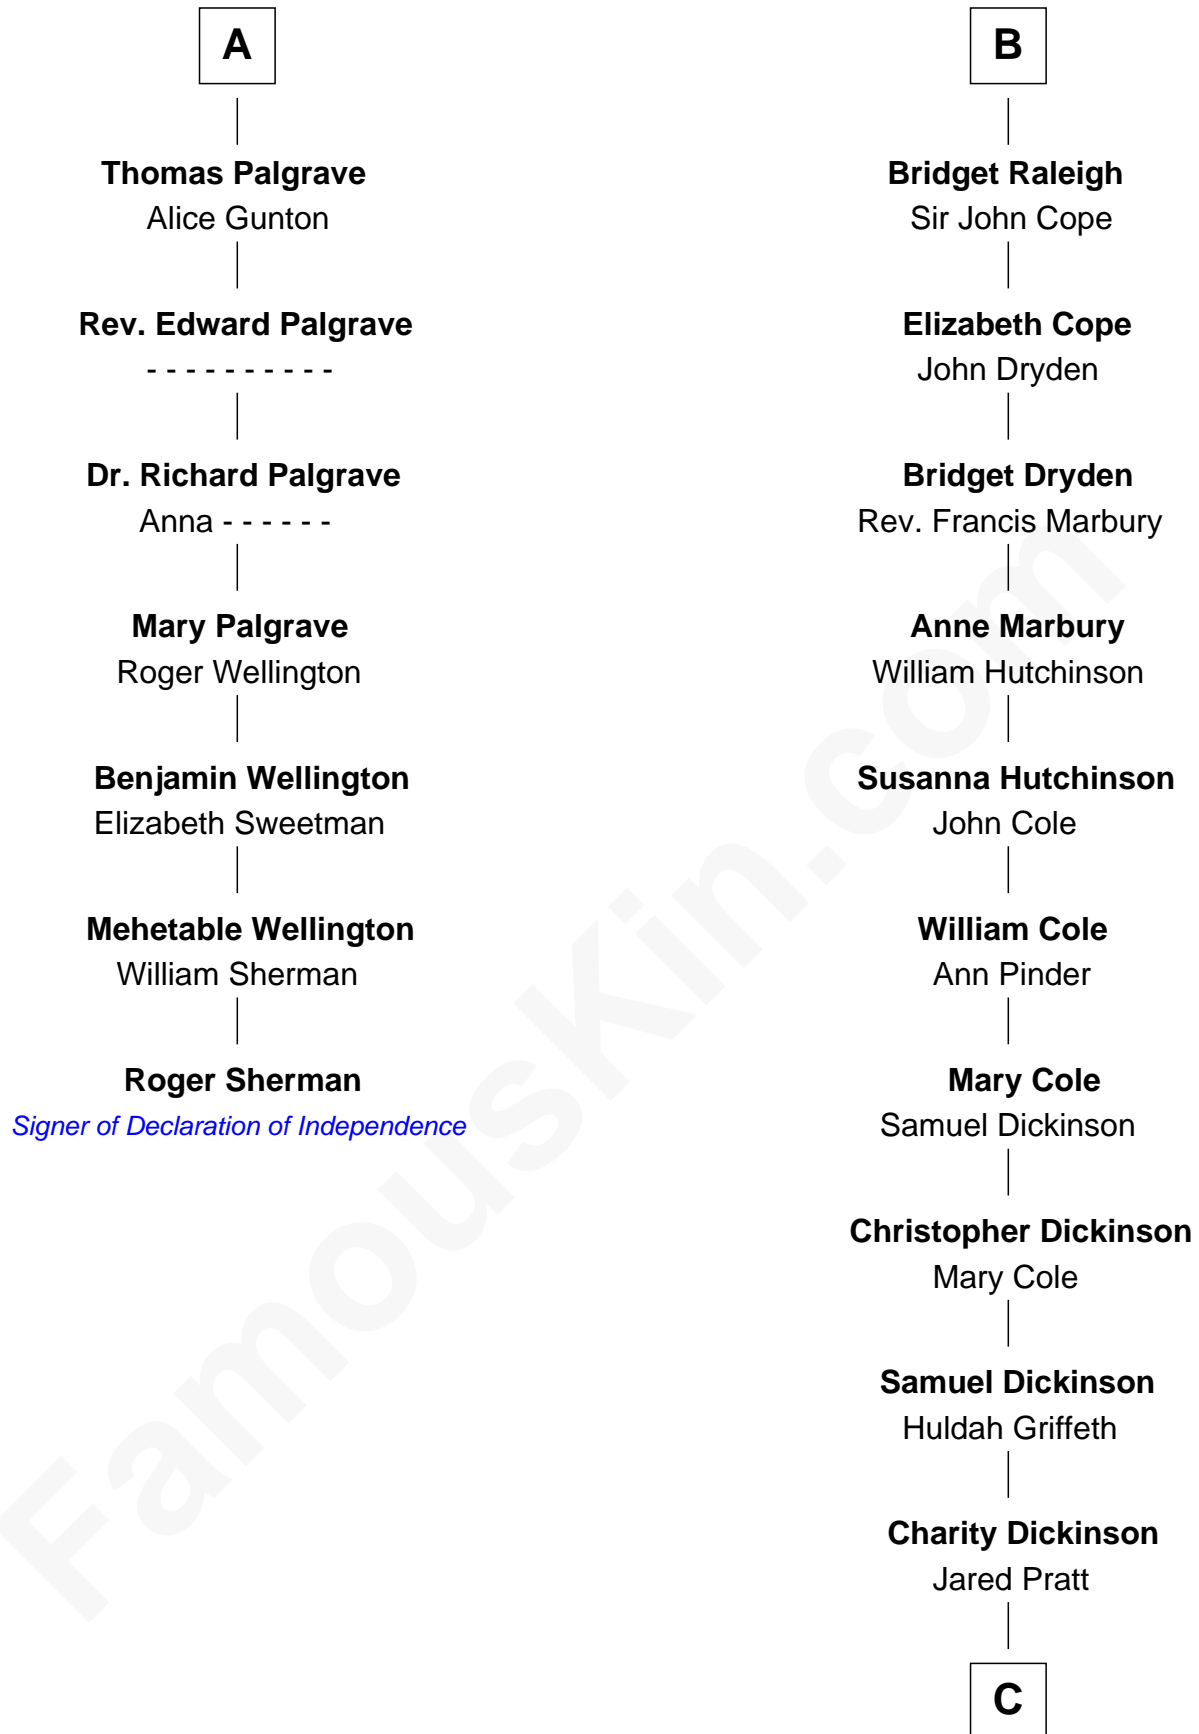 A
Thomas Palgrave
Alice Gunton
Rev. Edward Palgrave
- - - - - - - - - -
Dr. Richard Palgrave
Anna - - - - - -
Mary Palgrave
Roger Wellington
Benjamin Wellington
Elizabeth Sweetman
Mehetable Wellington
William Sherman
Roger Sherman
Signer of Declaration of Independence
B
Bridget Raleigh
Sir John Cope
Elizabeth Cope
John Dryden
Bridget Dryden
Rev. Francis Marbury
Anne Marbury
William Hutchinson
Susanna Hutchinson
John Cole
William Cole
Ann Pinder
Mary Cole
Samuel Dickinson
Christopher Dickinson
Mary Cole
Samuel Dickinson
Huldah Griffeth
Charity Dickinson
Jared Pratt
C
FamousKin.com